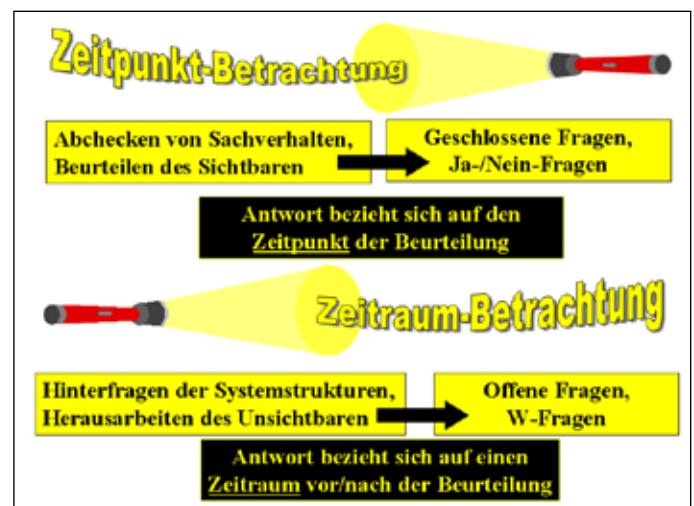 Zeitpunkt-Betrachtung
Abchecken von Sachverhalten,
Beurteilen des Sichtbaren
Geschlossene Fragen,
Ja-/Nein-Fragen
Antwort bezieht sich auf den
Zeitpunkt der Beurteilung
Zeitraum-Betrachtung
Hinterfragen der Systemstrukturen,
Herausarbeiten des Unsichtbaren
Offene Fragen,
W-Fragen
Antwort bezieht sich auf einen
Zeitraum vor/nach der Beurteilung